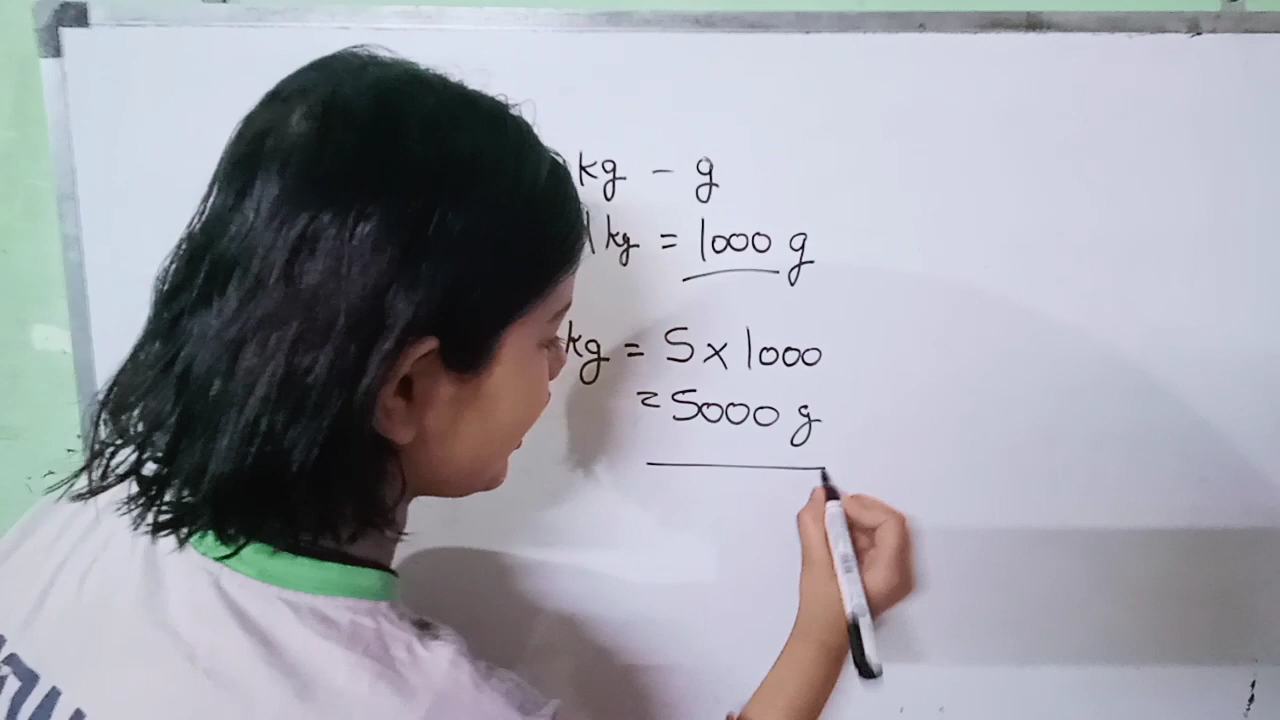 kg - g
1 kg = 1000 g
kg = 5 x 1000
= 5000 g